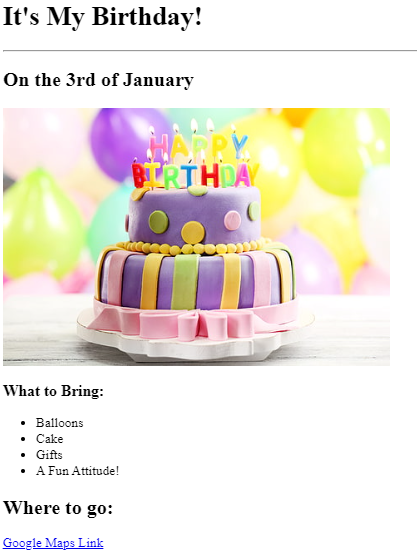 It's My Birthday!
On the 3rd of January
HAPPY
BIRTHDAY
What to Bring:
Balloons
Cake
Gifts
A Fun Attitude!
Where to go:
Google Maps Link